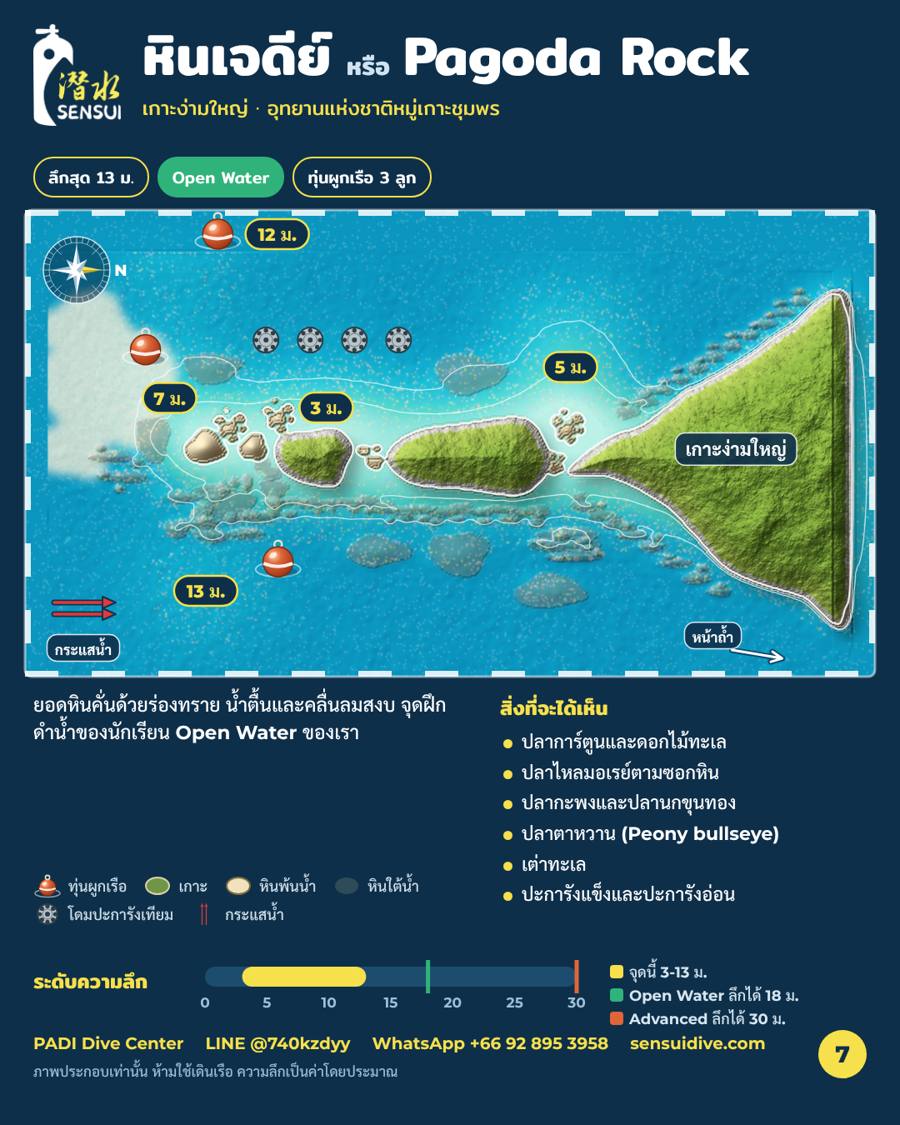 潜水
SENSUI
หินเจดีย์ หรือ Pagoda Rock
เกาะง่ามใหญ่ · อุทยานแห่งชาติหมู่เกาะชุมพร
ลึกสุด 13 ม.
Open Water
ทุ่นผูกเรือ 3 ลูก
12 ม.
N
5 ม.
7 ม.
3 ม.
เกาะง่ามใหญ่
13 ม.
กระแสน้ำ
หน้าถ้ำ
ยอดหินคั่นด้วยร่องทราย น้ำตื้นและคลื่นลมสงบ จุดฝึก
ดำน้ำของนักเรียน Open Water ของเรา
สิ่งที่จะได้เห็น
ปลาการ์ตูนและดอกไม้ทะเล
ปลาไหลมอเรย์ตามซอกหิน
ปลากะพงและปลานกขุนทอง
ปลาตาหวาน (Peony bullseye)
เต่าทะเล
ปะการังแข็งและปะการังอ่อน
ทุ่นผูกเรือ เกาะ หินพ้นน้ำ หินใต้น้ำ
โดมปะการังเทียม กระแสน้ำ
ระดับความลึก
0 5 10 15 20 25 30
จุดนี้ 3-13 ม.
Open Water ลึกได้ 18 ม.
Advanced ลึกได้ 30 ม.
PADI Dive Center LINE @740kzdyy WhatsApp +66 92 895 3958 sensuidive.com
ภาพประกอบเท่านั้น ห้ามใช้เดินเรือ ความลึกเป็นค่าโดยประมาณ
7